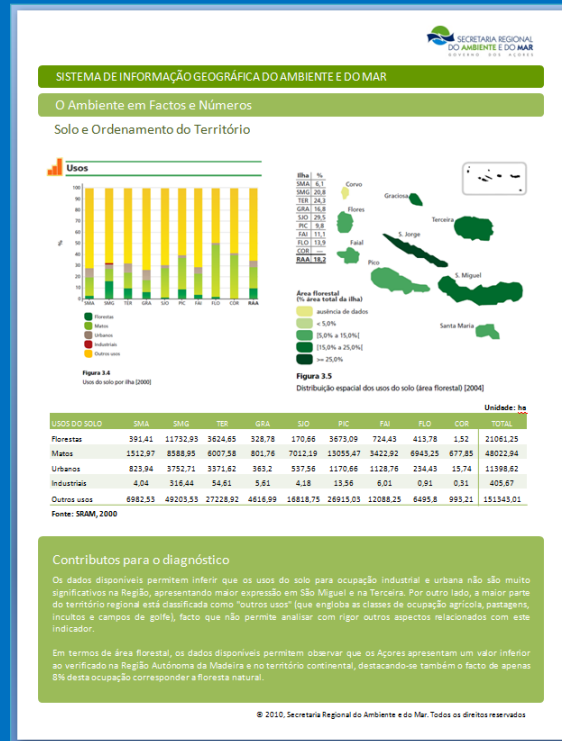 SECRETARIA REGIONAL
DO AMBIENTE E DO MAR
GOVERNO DOS AÇORES
SISTEMA DE INFORMAÇÃO GEOGRÁFICA DO AMBIENTE E DO MAR
O Ambiente em Factos e Números
Solo e Ordenamento do Território
Usos
%
100
90
80
70
60
50
40
30
20
10
0
SMA SMG TER GRA SJO PIC FAI FLO COR RAA
Florestas
Matos
Urbanos
Industriais
Outros usos
Figura 3.4
Usos do solo por ilha [2000]
Ilha %
SMA 6,1
SMG 20,8
TER 24,3
GRA 16,8
SJO 29,5
PIC 9,8
FAI 11,1
FLO 13,9
COR —
RAA 18,2
Corvo
Graciosa
Flores
Terceira
S. Jorge
Faial
Pico
S. Miguel
Santa Maria
Área florestal
(% área total da ilha)
ausência de dados
< 5,0%
[5,0% a 15,0%[
[15,0% a 25,0%[
>= 25,0%
Figura 3.5
Distribuição espacial dos usos do solo (área florestal) [2004]
Unidade: ha
USOS DO SOLO SMA SMG TER GRA SJO PIC FAI FLO COR TOTAL
Florestas 391,41 11732,93 3624,65 328,78 170,66 3673,09 724,43 413,78 1,52 21061,25
Matos 1512,97 8588,95 6007,58 801,76 7012,19 13055,47 3422,92 6943,25 677,85 48022,94
Urbanos 823,94 3752,71 3371,62 363,2 537,56 1170,66 1128,76 234,43 15,74 11398,62
Industriais 4,04 316,44 54,61 5,61 4,18 13,56 6,01 0,91 0,31 405,67
Outros usos 6982,53 49203,53 27228,92 4616,99 16818,75 26915,03 12088,25 6495,8 993,21 151343,01
Fonte: SRAM, 2000
Contributos para o diagnóstico
Os dados disponíveis permitem inferir que os usos do solo para ocupação industrial e urbana não são muito
significativos na Região, apresentando maior expressão em São Miguel e na Terceira. Por outro lado, a maior parte
do território regional está classificada como "outros usos" (que engloba as classes de ocupação agrícola, pastagens,
incultos e campos de golfe), facto que não permite analisar com rigor outros aspectos relacionados com este
indicador.
Em termos de área florestal, os dados disponíveis permitem observar que os Açores apresentam um valor inferior
ao verificado na Região Autónoma da Madeira e no território continental, destacando-se também o facto de apenas
8% desta ocupação corresponder a floresta natural.
© 2010, Secretaria Regional do Ambiente e do Mar. Todos os direitos reservados